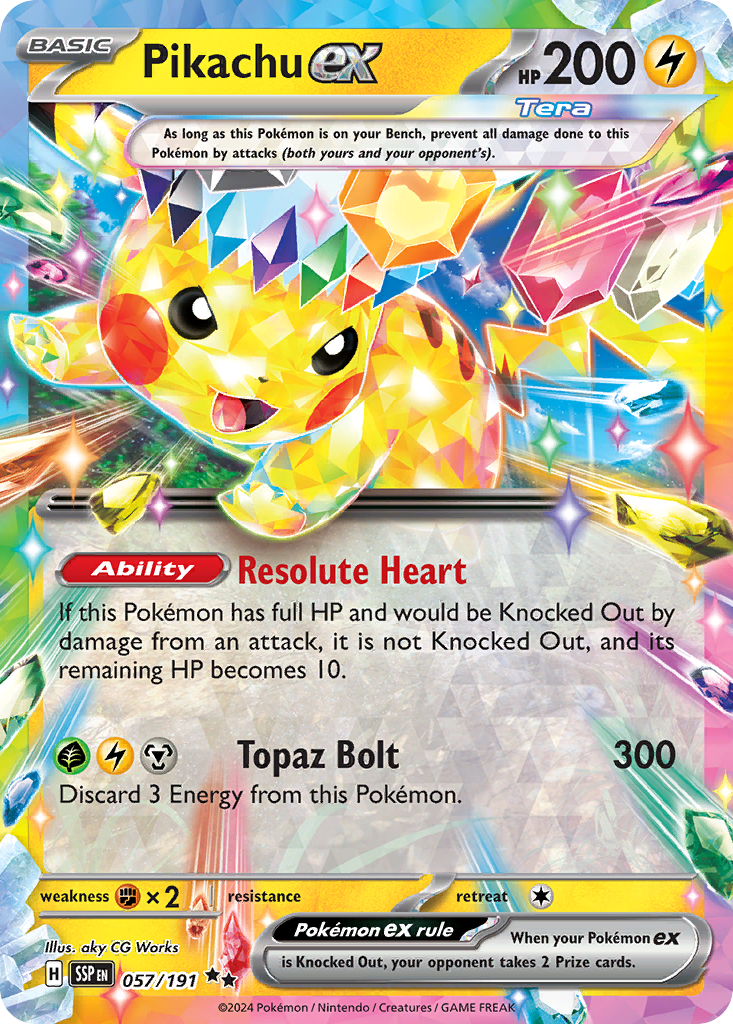 BASIC
Pikachu ex
HP 200
Tera
As long as this Pokémon is on your Bench, prevent all damage done to this
Pokémon by attacks (both yours and your opponent's).
Ability Resolute Heart
If this Pokémon has full HP and would be Knocked Out by
damage from an attack, it is not Knocked Out, and its
remaining HP becomes 10.
Topaz Bolt 300
Discard 3 Energy from this Pokémon.
weakness ×2 resistance retreat
Illus. aky CG Works
Pokémon ex rule When your Pokémon ex
is Knocked Out, your opponent takes 2 Prize cards.
H SSP EN 057/191
©2024 Pokémon / Nintendo / Creatures / GAME FREAK